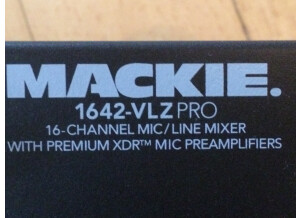 MACKIE.
1642-VLZ PRO
16-CHANNEL MIC/LINE MIXER
WITH PREMIUM XDR™ MIC PREAMPLIFIERS